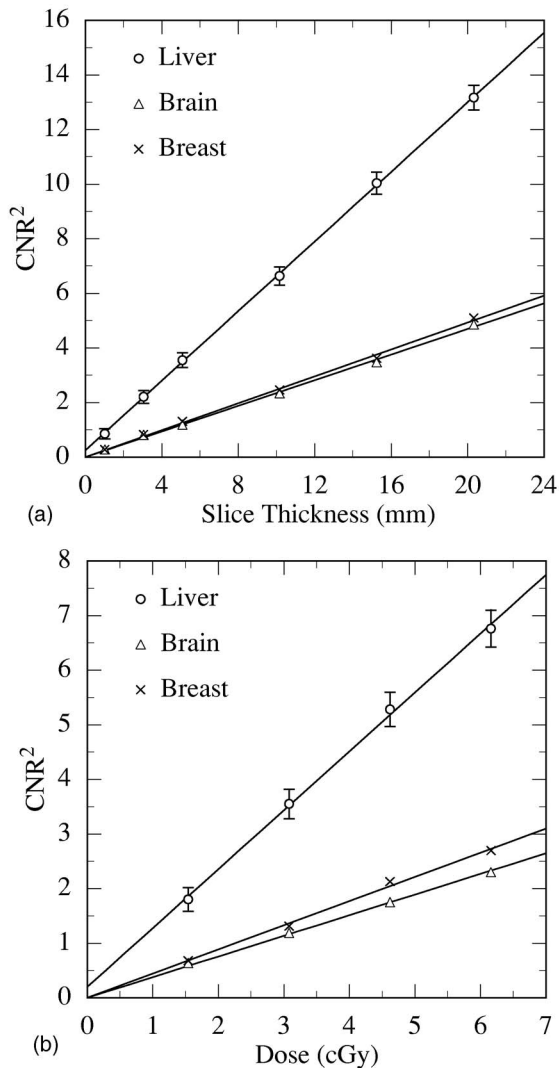 16
14
12
10
8
6
4
2
0
CNR²
Liver
Brain
Breast
0 4 8 12 16 20 24
(a) Slice Thickness (mm)
8
7
6
5
4
3
2
1
0
CNR²
Liver
Brain
Breast
0 1 2 3 4 5 6 7
(b) Dose (cGy)